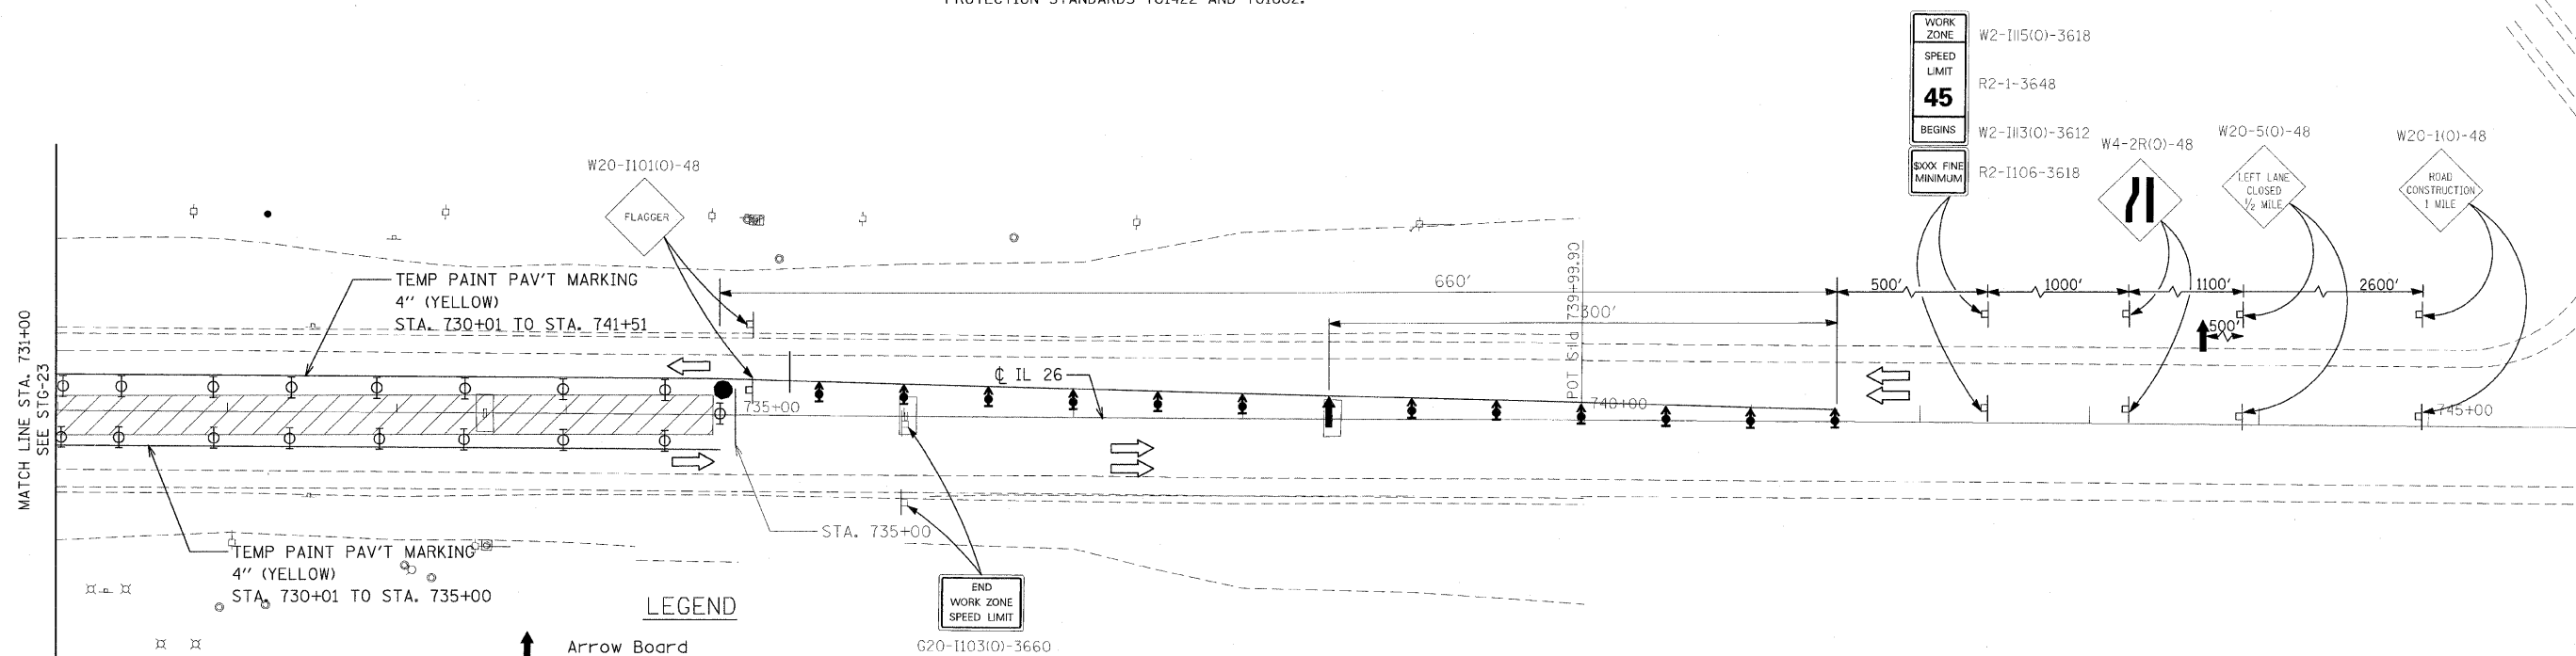 PROTECTION STANDARDS 701422 AND 701602.
WORK
ZONE
W2-I115(O)-3618
SPEED
LIMIT
45
R2-1-3648
BEGINS
W2-I113(O)-3612
$XXX FINE
MINIMUM
R2-I106-3618
W4-2R(O)-48
W20-5(O)-48
LEFT LANE
CLOSED
1/2 MILE
W20-1(O)-48
ROAD
CONSTRUCTION
1 MILE
W20-I101(O)-48
FLAGGER
TEMP PAINT PAV'T MARKING
4" (YELLOW)
STA. 730+01 TO STA. 741+51
660'
300'
500'
1000'
1100'
2600'
500'
POT Sta 739+99.90
MATCH LINE STA. 731+00
SEE STG-23
℄ IL 26
735+00
740+00
745+00
STA. 735+00
TEMP PAINT PAV'T MARKING
4" (YELLOW)
STA. 730+01 TO STA. 735+00
LEGEND
Arrow Board
END
WORK ZONE
SPEED LIMIT
G20-I103(O)-3660